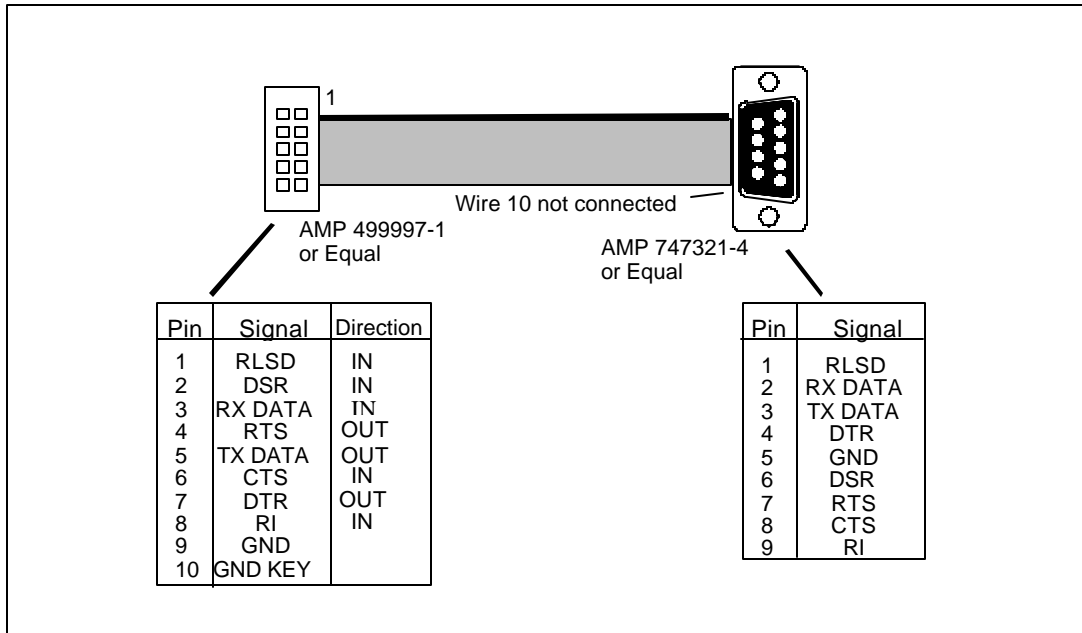 1
Wire 10 not connected
AMP 499997-1
or Equal
AMP 747321-4
or Equal
Pin Signal Direction
1 RLSD IN
2 DSR IN
3 RX DATA IN
4 RTS OUT
5 TX DATA OUT
6 CTS IN
7 DTR OUT
8 RI IN
9 GND
10 GND KEY
Pin Signal
1 RLSD
2 RX DATA
3 TX DATA
4 DTR
5 GND
6 DSR
7 RTS
8 CTS
9 RI